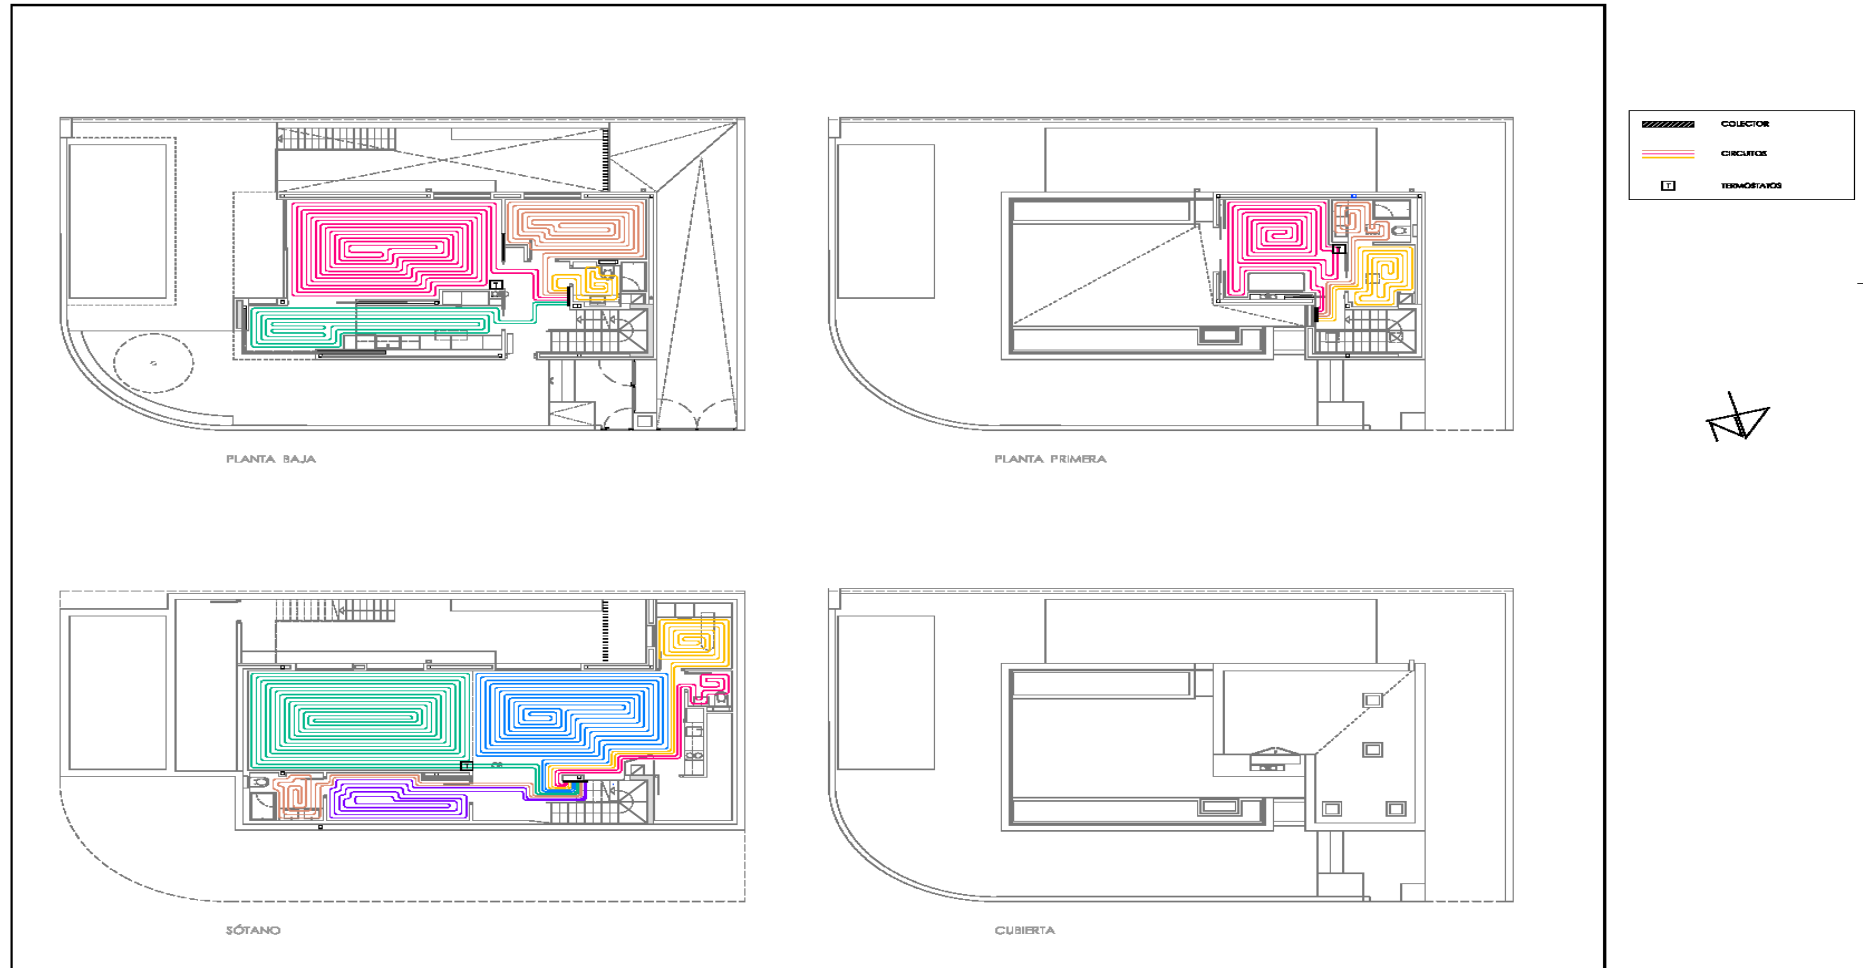 COLECTOR
CIRCUITOS
T
TERMOSTATOS
T
T
PLANTA BAJA
PLANTA PRIMERA
T
SÓTANO
CUBIERTA